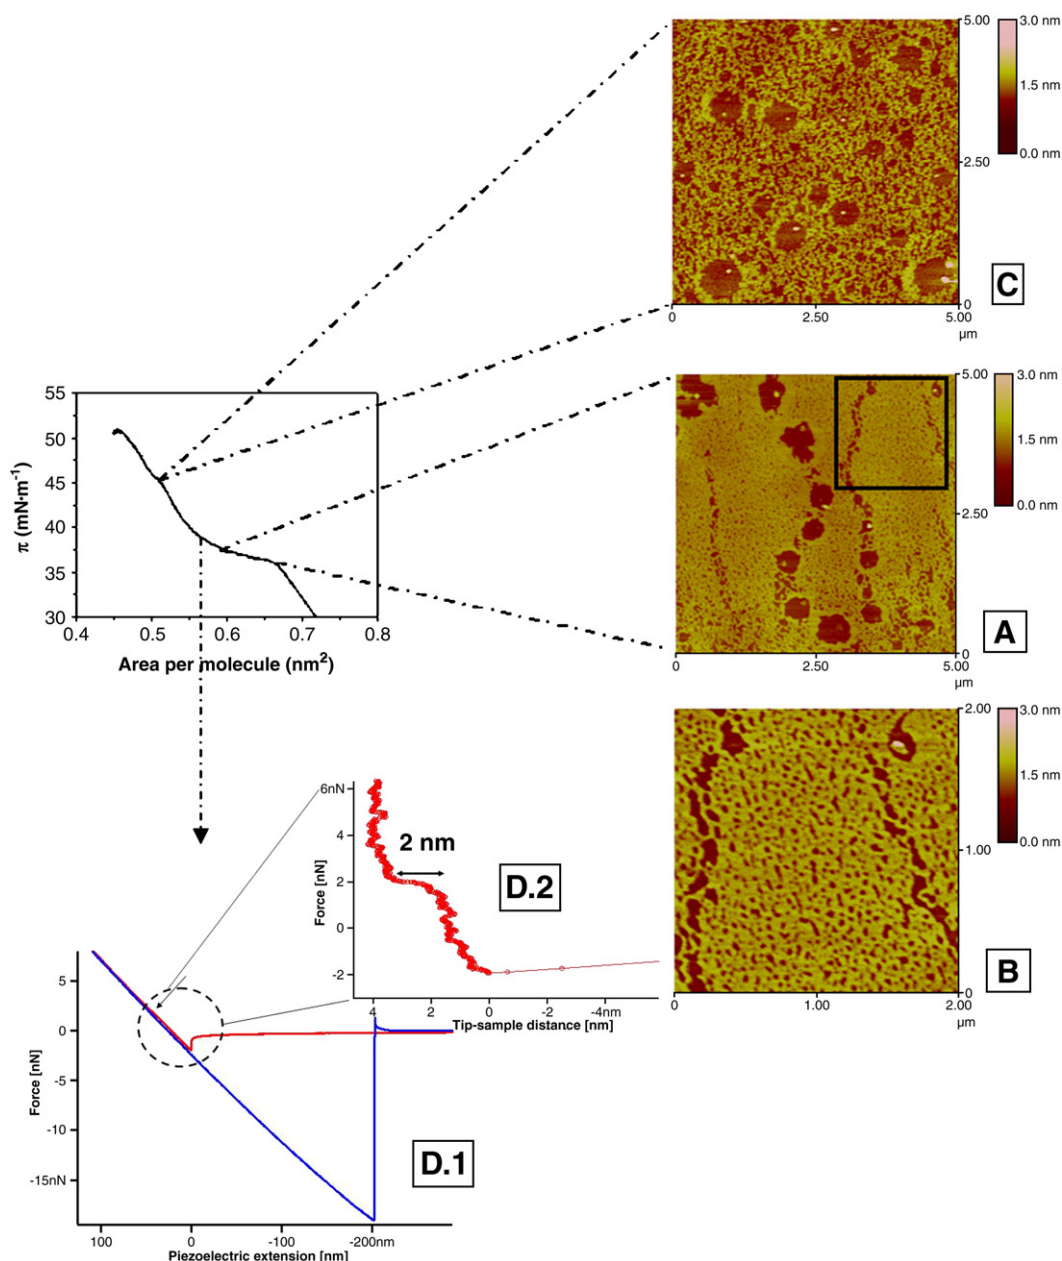 5.00
3.0 nm
1.5 nm
0.0 nm
2.50
0
0
2.50
5.00
µm
C
55
50
45
40
35
30
π (mN·m-1)
0.4
0.5
0.6
0.7
0.8
Area per molecule (nm2)
5.00
3.0 nm
1.5 nm
0.0 nm
2.50
0
0
2.50
5.00
µm
A
2.00
3.0 nm
1.5 nm
0.0 nm
1.00
0
0
1.00
2.00
µm
B
6nN
4
2
0
-2
Force [nN]
2 nm
D.2
4
2
0
-2
-4nm
Tip-sample distance [nm]
5
0
-5
-10
-15nN
Force [nN]
D.1
100
0
-100
-200nm
Piezoelectric extension [nm]